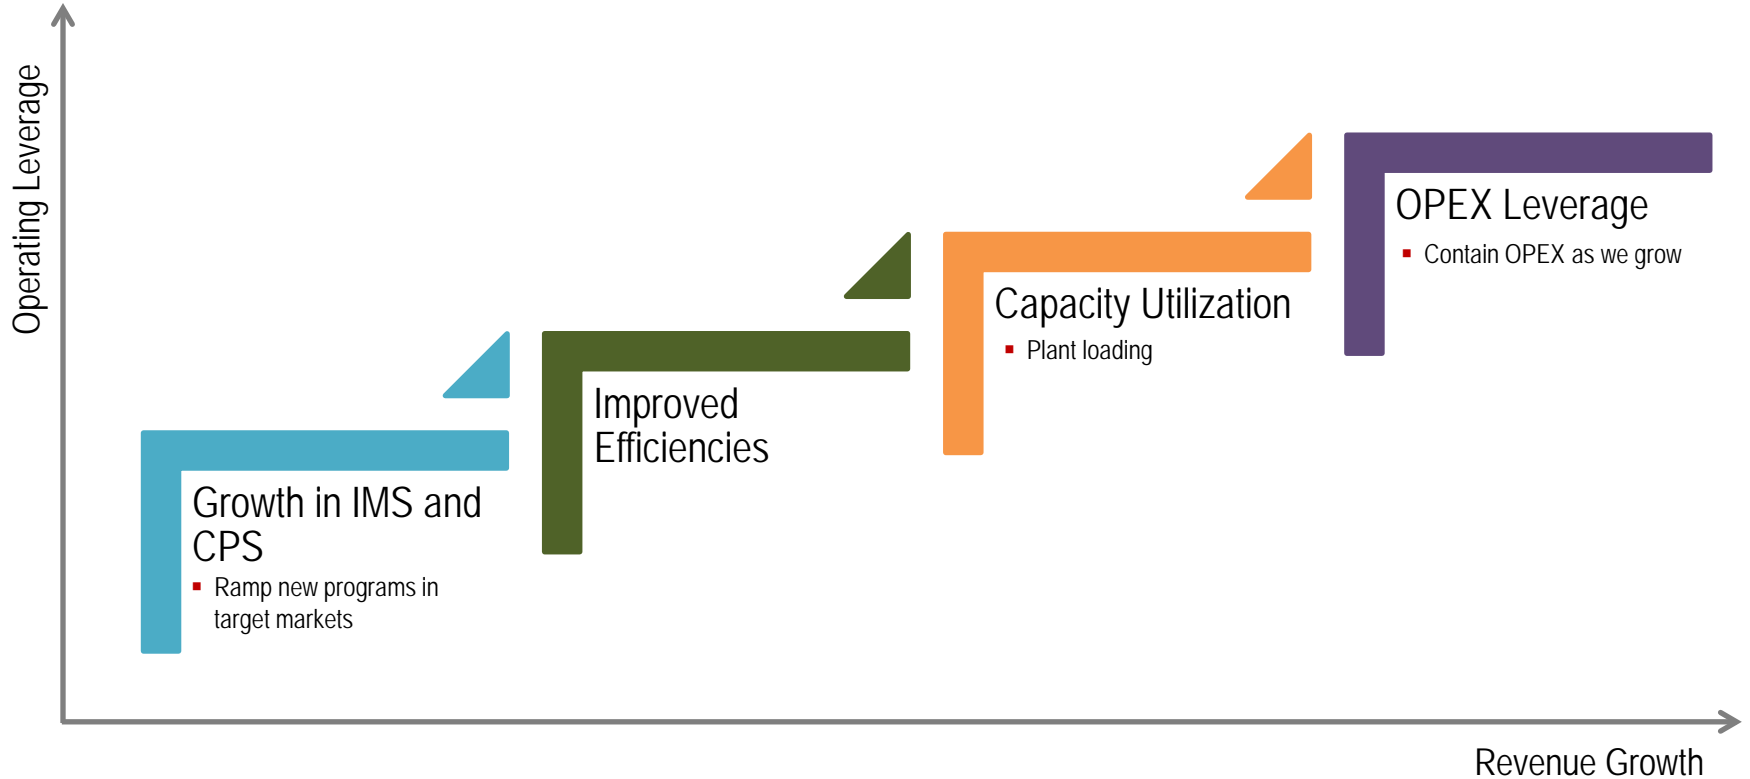 Operating Leverage
Growth in IMS and
CPS
▪ Ramp new programs in
target markets
Improved
Efficiencies
Capacity Utilization
▪ Plant loading
OPEX Leverage
▪ Contain OPEX as we grow
Revenue Growth